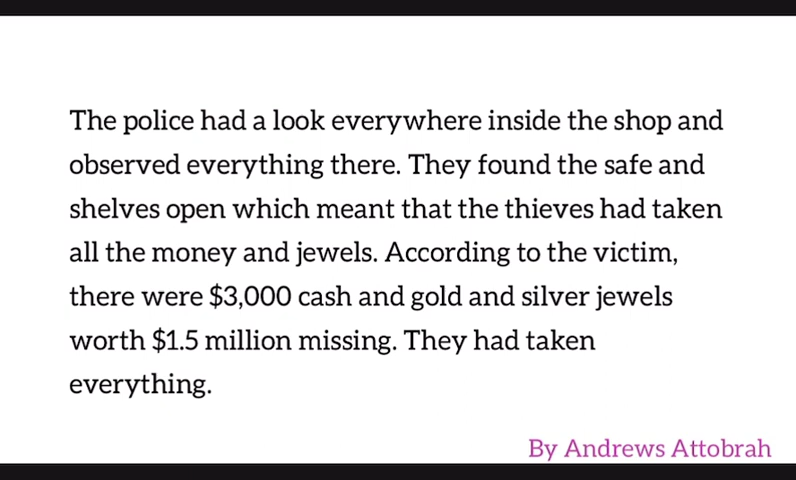 The police had a look everywhere inside the shop and
observed everything there. They found the safe and
shelves open which meant that the thieves had taken
all the money and jewels. According to the victim,
there were $3,000 cash and gold and silver jewels
worth $1.5 million missing. They had taken
everything.
By Andrews Attobrah